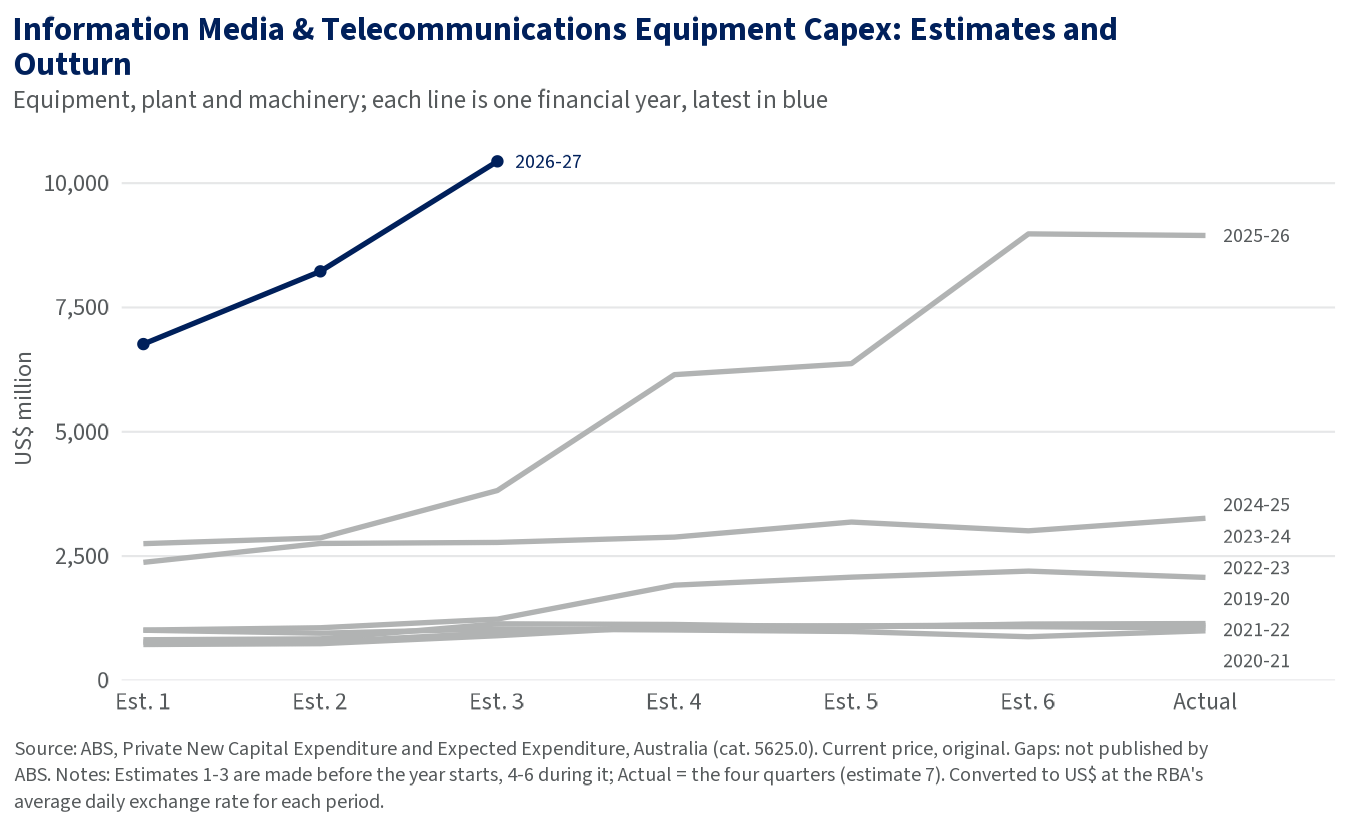 Information Media & Telecommunications Equipment Capex: Estimates and
Outturn
Equipment, plant and machinery; each line is one financial year, latest in blue
2026-27
10,000
2025-26
7,500
US$ million
5,000
2024-25
2023-24
2,500
2022-23
2019-20
2021-22
2020-21
0
Est. 1
Est. 2
Est. 3
Est. 4
Est. 5
Est. 6
Actual
Source: ABS, Private New Capital Expenditure and Expected Expenditure, Australia (cat. 5625.0). Current price, original. Gaps: not published by
ABS. Notes: Estimates 1-3 are made before the year starts, 4-6 during it; Actual = the four quarters (estimate 7). Converted to US$ at the RBA's
average daily exchange rate for each period.